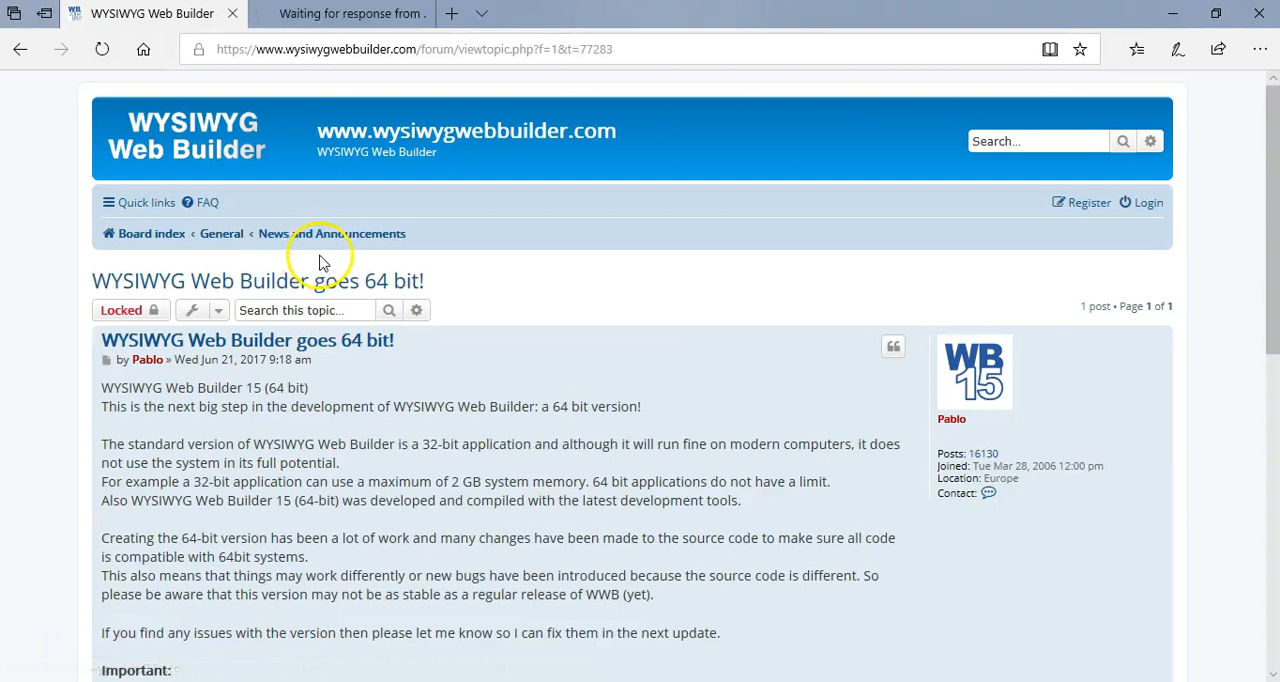 WYSIWYG Web Builder
Waiting for response from .
https://www.wysiwygwebbuilder.com/forum/viewtopic.php?f=1&t=77283
WYSIWYG
Web Builder
www.wysiwygwebbuilder.com
WYSIWYG Web Builder
Search...
Quick links FAQ
Register Login
Board index ‹ General ‹ News and Announcements
WYSIWYG Web Builder goes 64 bit!
Locked
Search this topic...
1 post • Page 1 of 1
WYSIWYG Web Builder goes 64 bit!
by Pablo » Wed Jun 21, 2017 9:18 am
WYSIWYG Web Builder 15 (64 bit)
This is the next big step in the development of WYSIWYG Web Builder: a 64 bit version!
The standard version of WYSIWYG Web Builder is a 32-bit application and although it will run fine on modern computers, it does
not use the system in its full potential.
For example a 32-bit application can use a maximum of 2 GB system memory. 64 bit applications do not have a limit.
Also WYSIWYG Web Builder 15 (64-bit) was developed and compiled with the latest development tools.
Creating the 64-bit version has been a lot of work and many changes have been made to the source code to make sure all code
is compatible with 64bit systems.
This also means that things may work differently or new bugs have been introduced because the source code is different. So
please be aware that this version may not be as stable as a regular release of WWB (yet).
If you find any issues with the version then please let me know so I can fix them in the next update.
Important:
WB
15
Pablo
Posts: 16130
Joined: Tue Mar 28, 2006 12:00 pm
Location: Europe
Contact: